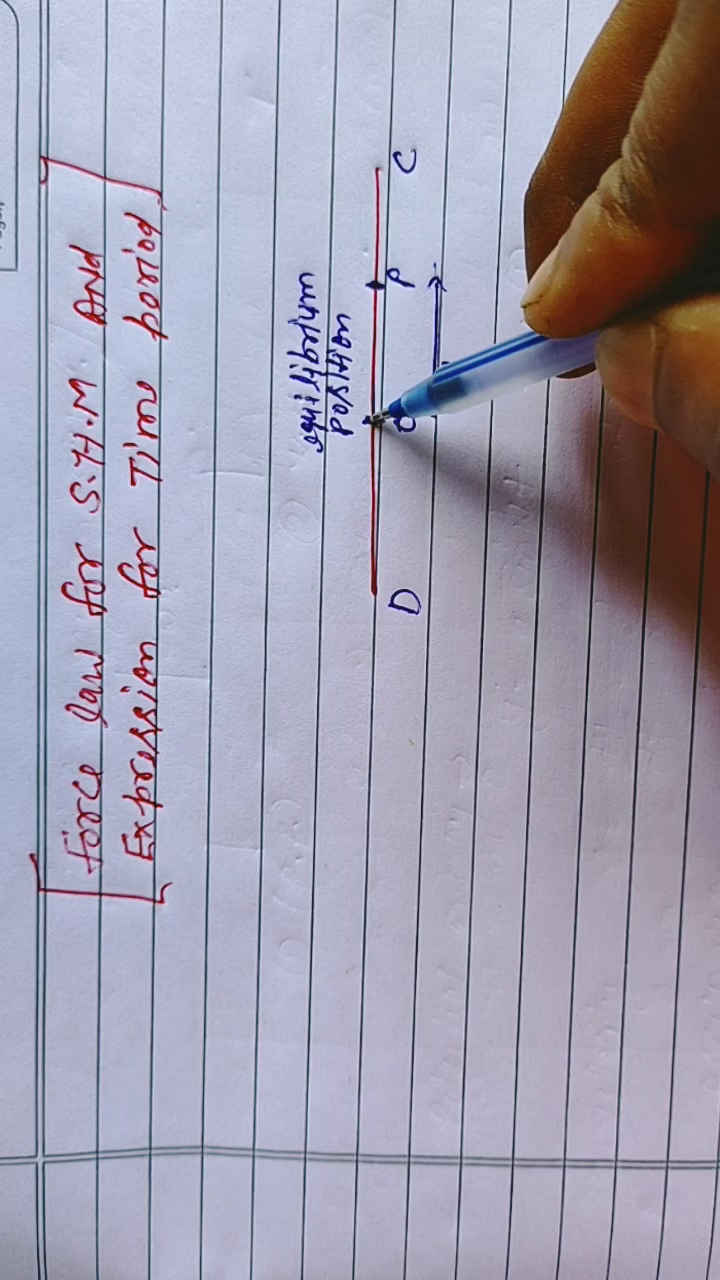 Force law for S.H.M And
Expression for Time period
equilibrium
position
D
O
P
C